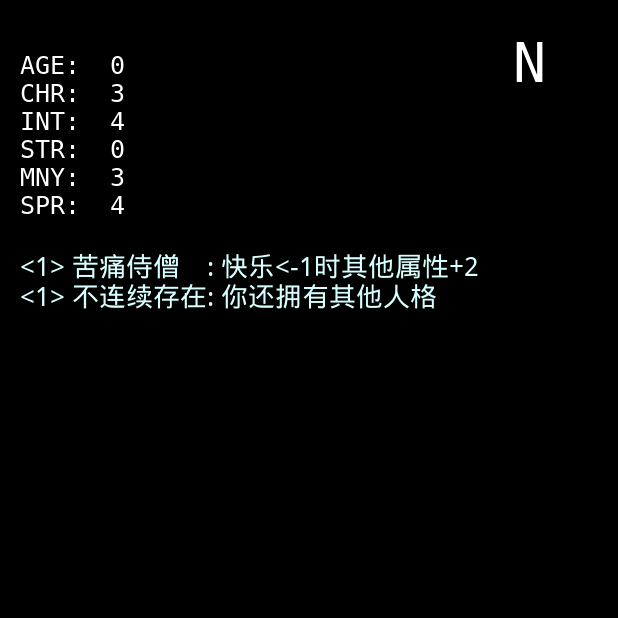 N
AGE: 0
CHR: 3
INT: 4
STR: 0
MNY: 3
SPR: 4
<1> 苦痛侍僧 : 快乐<-1时其他属性+2
<1> 不连续存在: 你还拥有其他人格